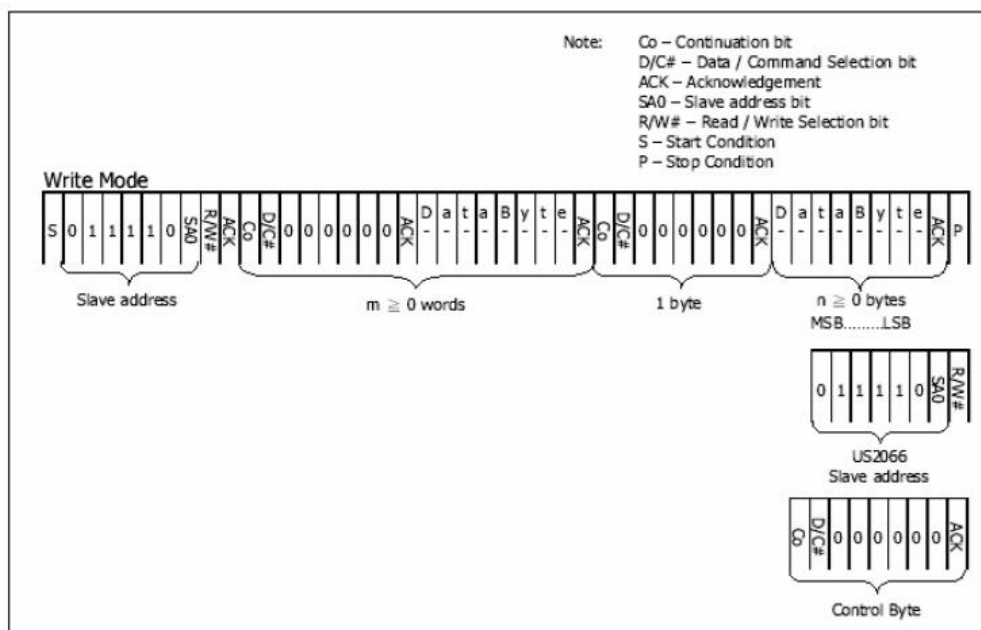 Note: Co – Continuation bit
D/C# – Data / Command Selection bit
ACK – Acknowledgement
SA0 – Slave address bit
R/W# – Read / Write Selection bit
S – Start Condition
P – Stop Condition
Write Mode
S 0 1 1 1 1 0 SA0 R/W# ACK Co D/C# 0 0 0 0 0 0 ACK D a t a B y t e ACK Co D/C# 0 0 0 0 0 0 ACK D a t a B y t e ACK P
Slave address m ≧ 0 words 1 byte n ≧ 0 bytes
MSB.........LSB
0 1 1 1 1 0 SA0 R/W#
US2066
Slave address
Co D/C# 0 0 0 0 0 0 ACK
Control Byte